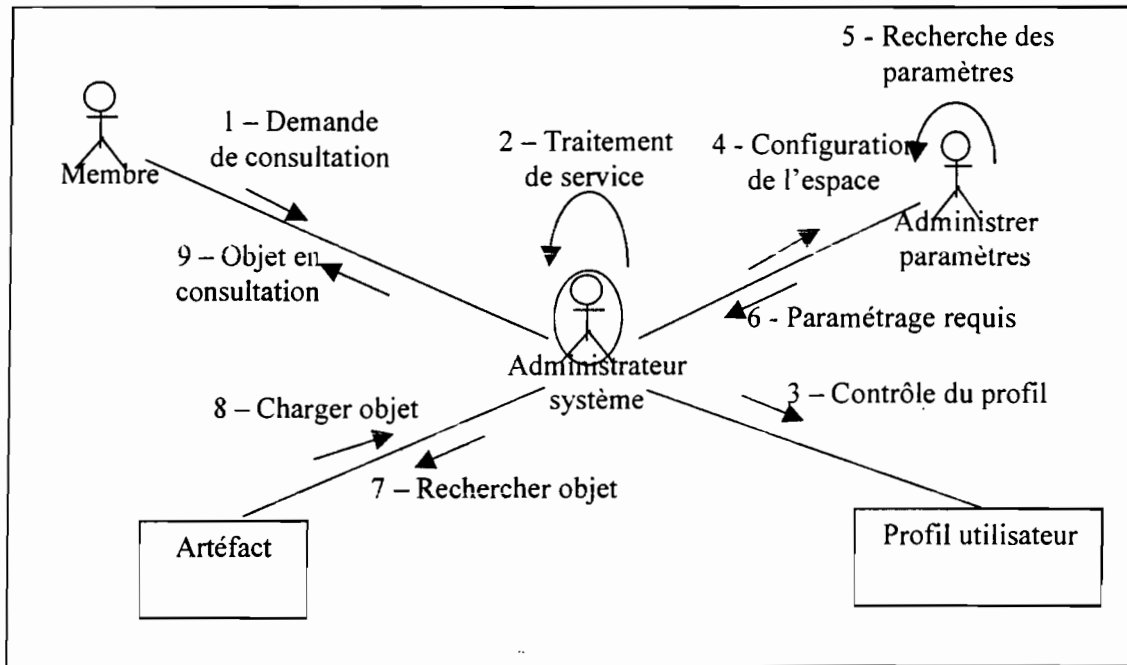 5 - Recherche des
paramètres
1 – Demande
de consultation
2 – Traitement
de service
4 - Configuration
de l'espace
Membre
Administrer
paramètres
9 – Objet en
consultation
6 - Paramétrage requis
Administrateur
système
8 – Charger objet
3 – Contrôle du profil
7 – Rechercher objet
Artéfact
Profil utilisateur